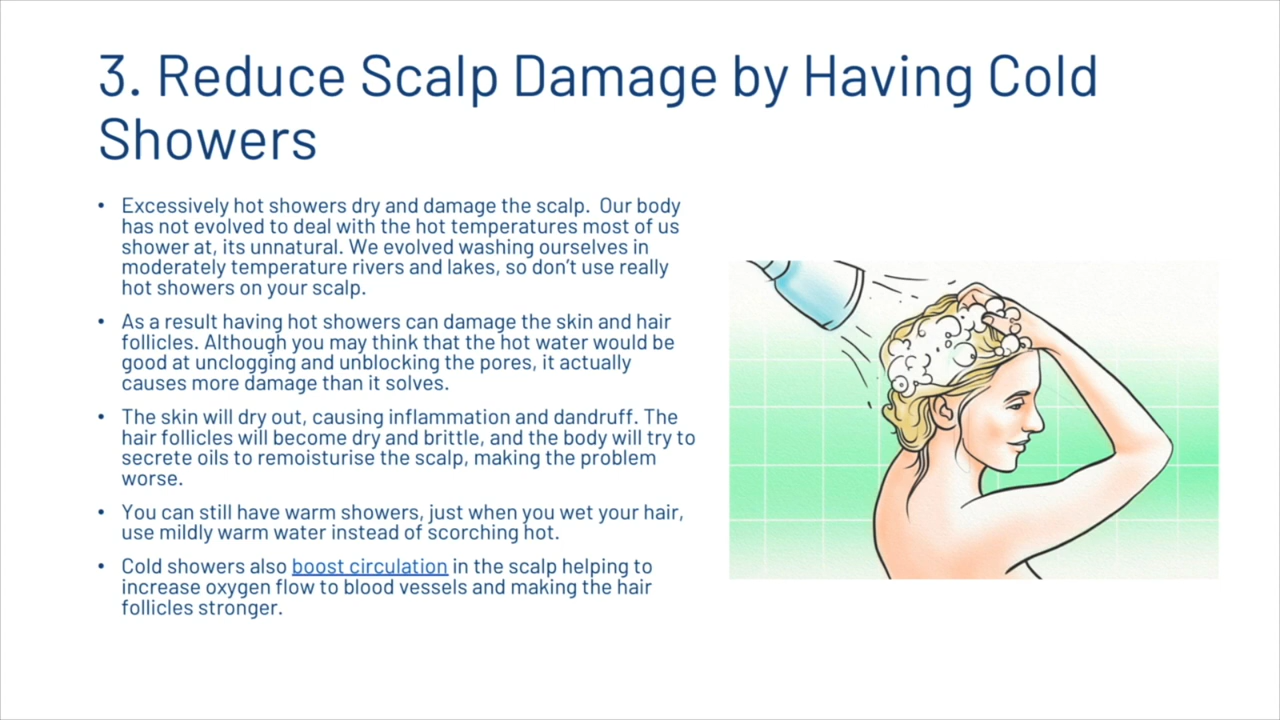 3. Reduce Scalp Damage by Having Cold
Showers
• Excessively hot showers dry and damage the scalp.  Our body
has not evolved to deal with the hot temperatures most of us
shower at, its unnatural. We evolved washing ourselves in
moderately temperature rivers and lakes, so don't use really
hot showers on your scalp.
• As a result having hot showers can damage the skin and hair
follicles. Although you may think that the hot water would be
good at unclogging and unblocking the pores, it actually
causes more damage than it solves.
• The skin will dry out, causing inflammation and dandruff. The
hair follicles will become dry and brittle, and the body will try to
secrete oils to remoisturise the scalp, making the problem
worse.
• You can still have warm showers, just when you wet your hair,
use mildly warm water instead of scorching hot.
• Cold showers also boost circulation in the scalp helping to
increase oxygen flow to blood vessels and making the hair
follicles stronger.